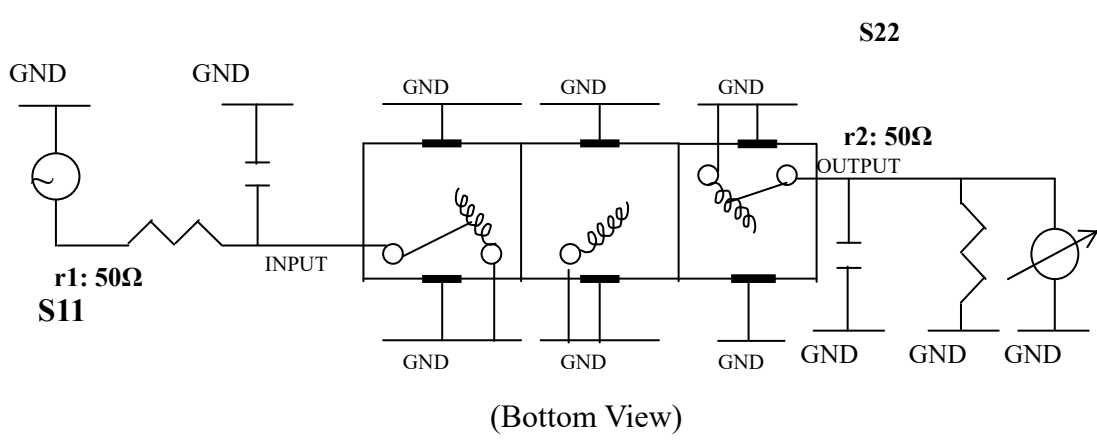 S22
GND
GND
GND
GND
GND
r2: 50Ω
OUTPUT
INPUT
r1: 50Ω
S11
GND
GND
GND
GND
GND
GND
(Bottom View)